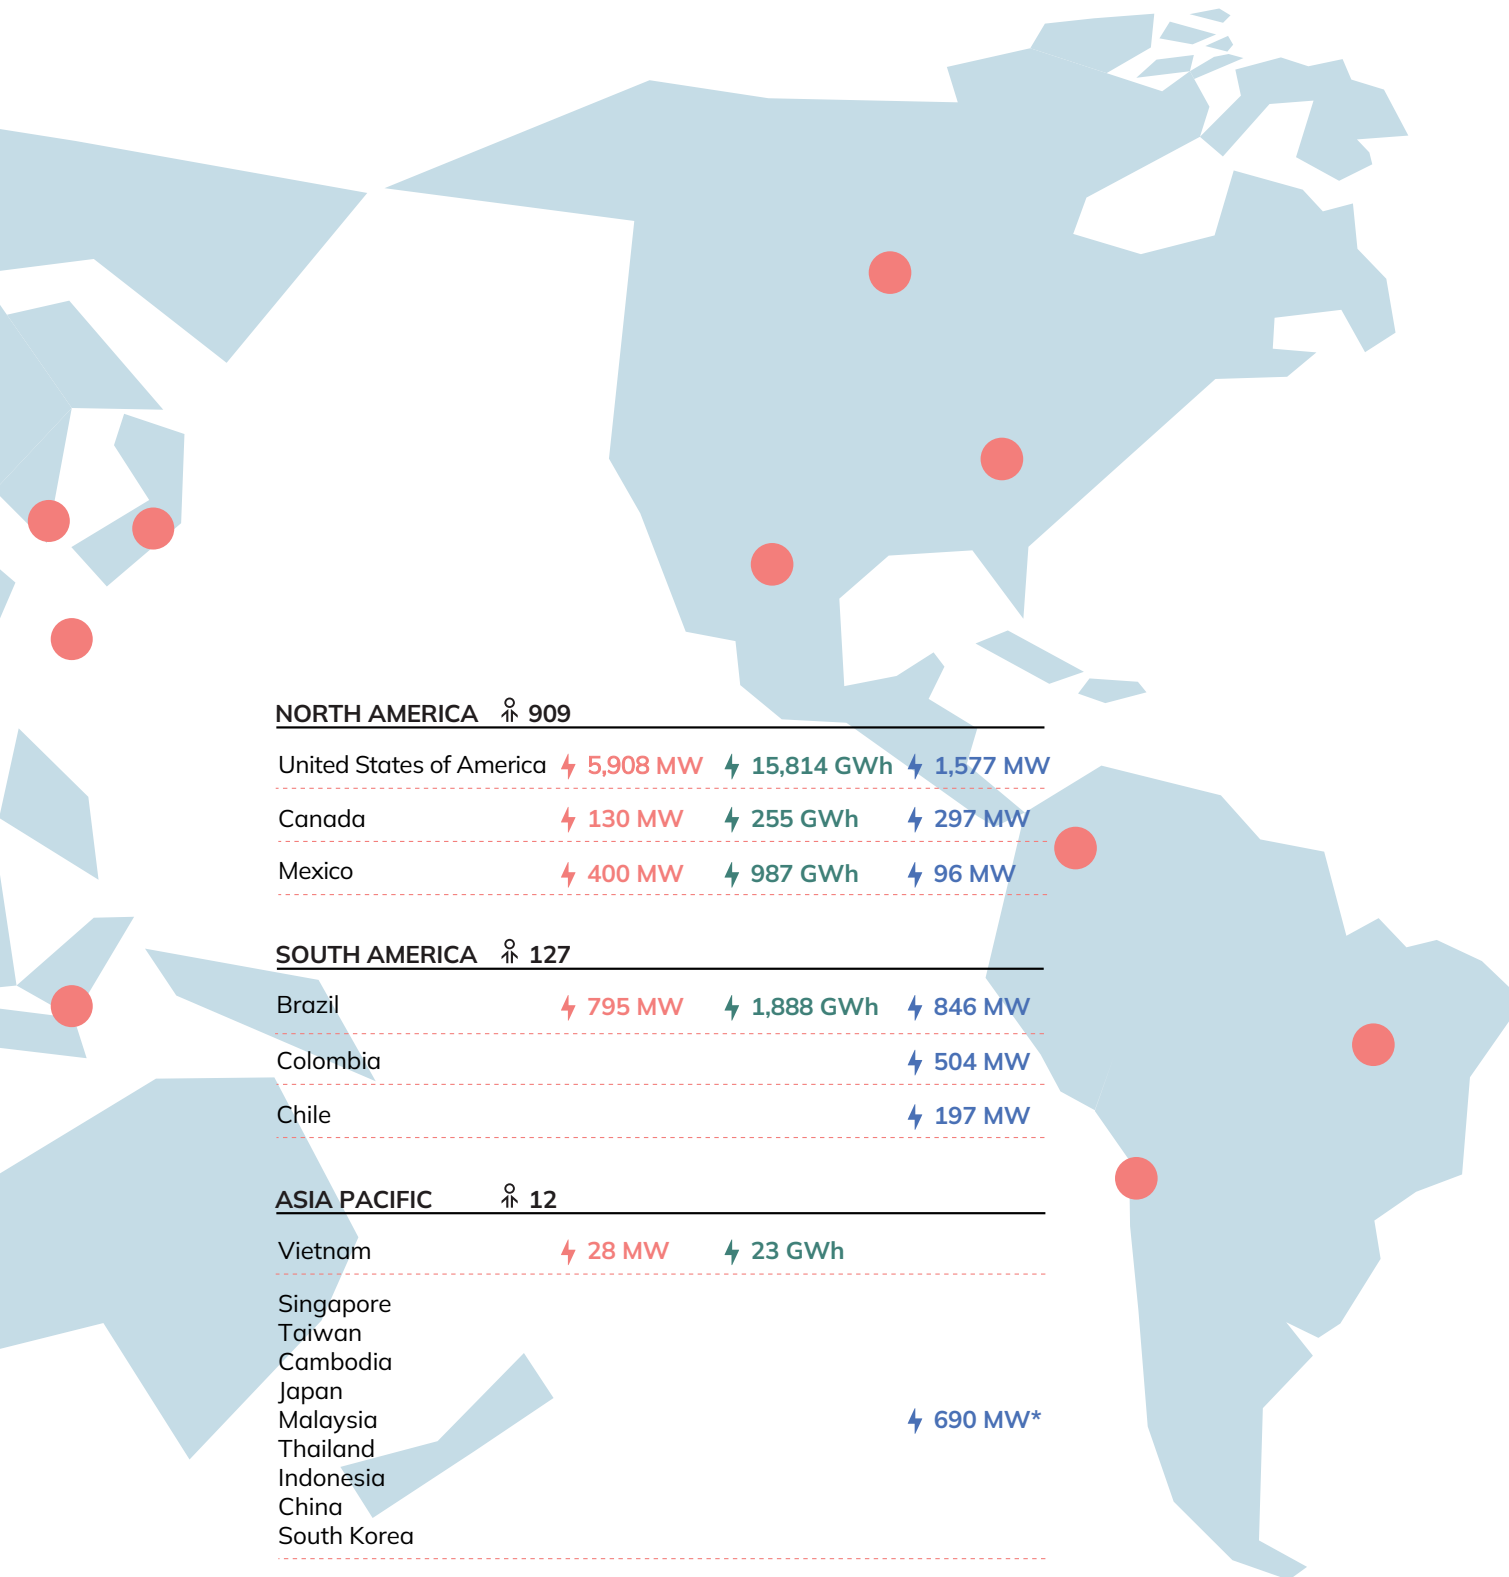 NORTH AMERICA 909
United States of America 5,908 MW 15,814 GWh 1,577 MW
Canada 130 MW 255 GWh 297 MW
Mexico 400 MW 987 GWh 96 MW
SOUTH AMERICA 127
Brazil 795 MW 1,888 GWh 846 MW
Colombia 504 MW
Chile 197 MW
ASIA PACIFIC 12
Vietnam 28 MW 23 GWh
Singapore
Taiwan
Cambodia
Japan
Malaysia 690 MW*
Thailand
Indonesia
China
South Korea